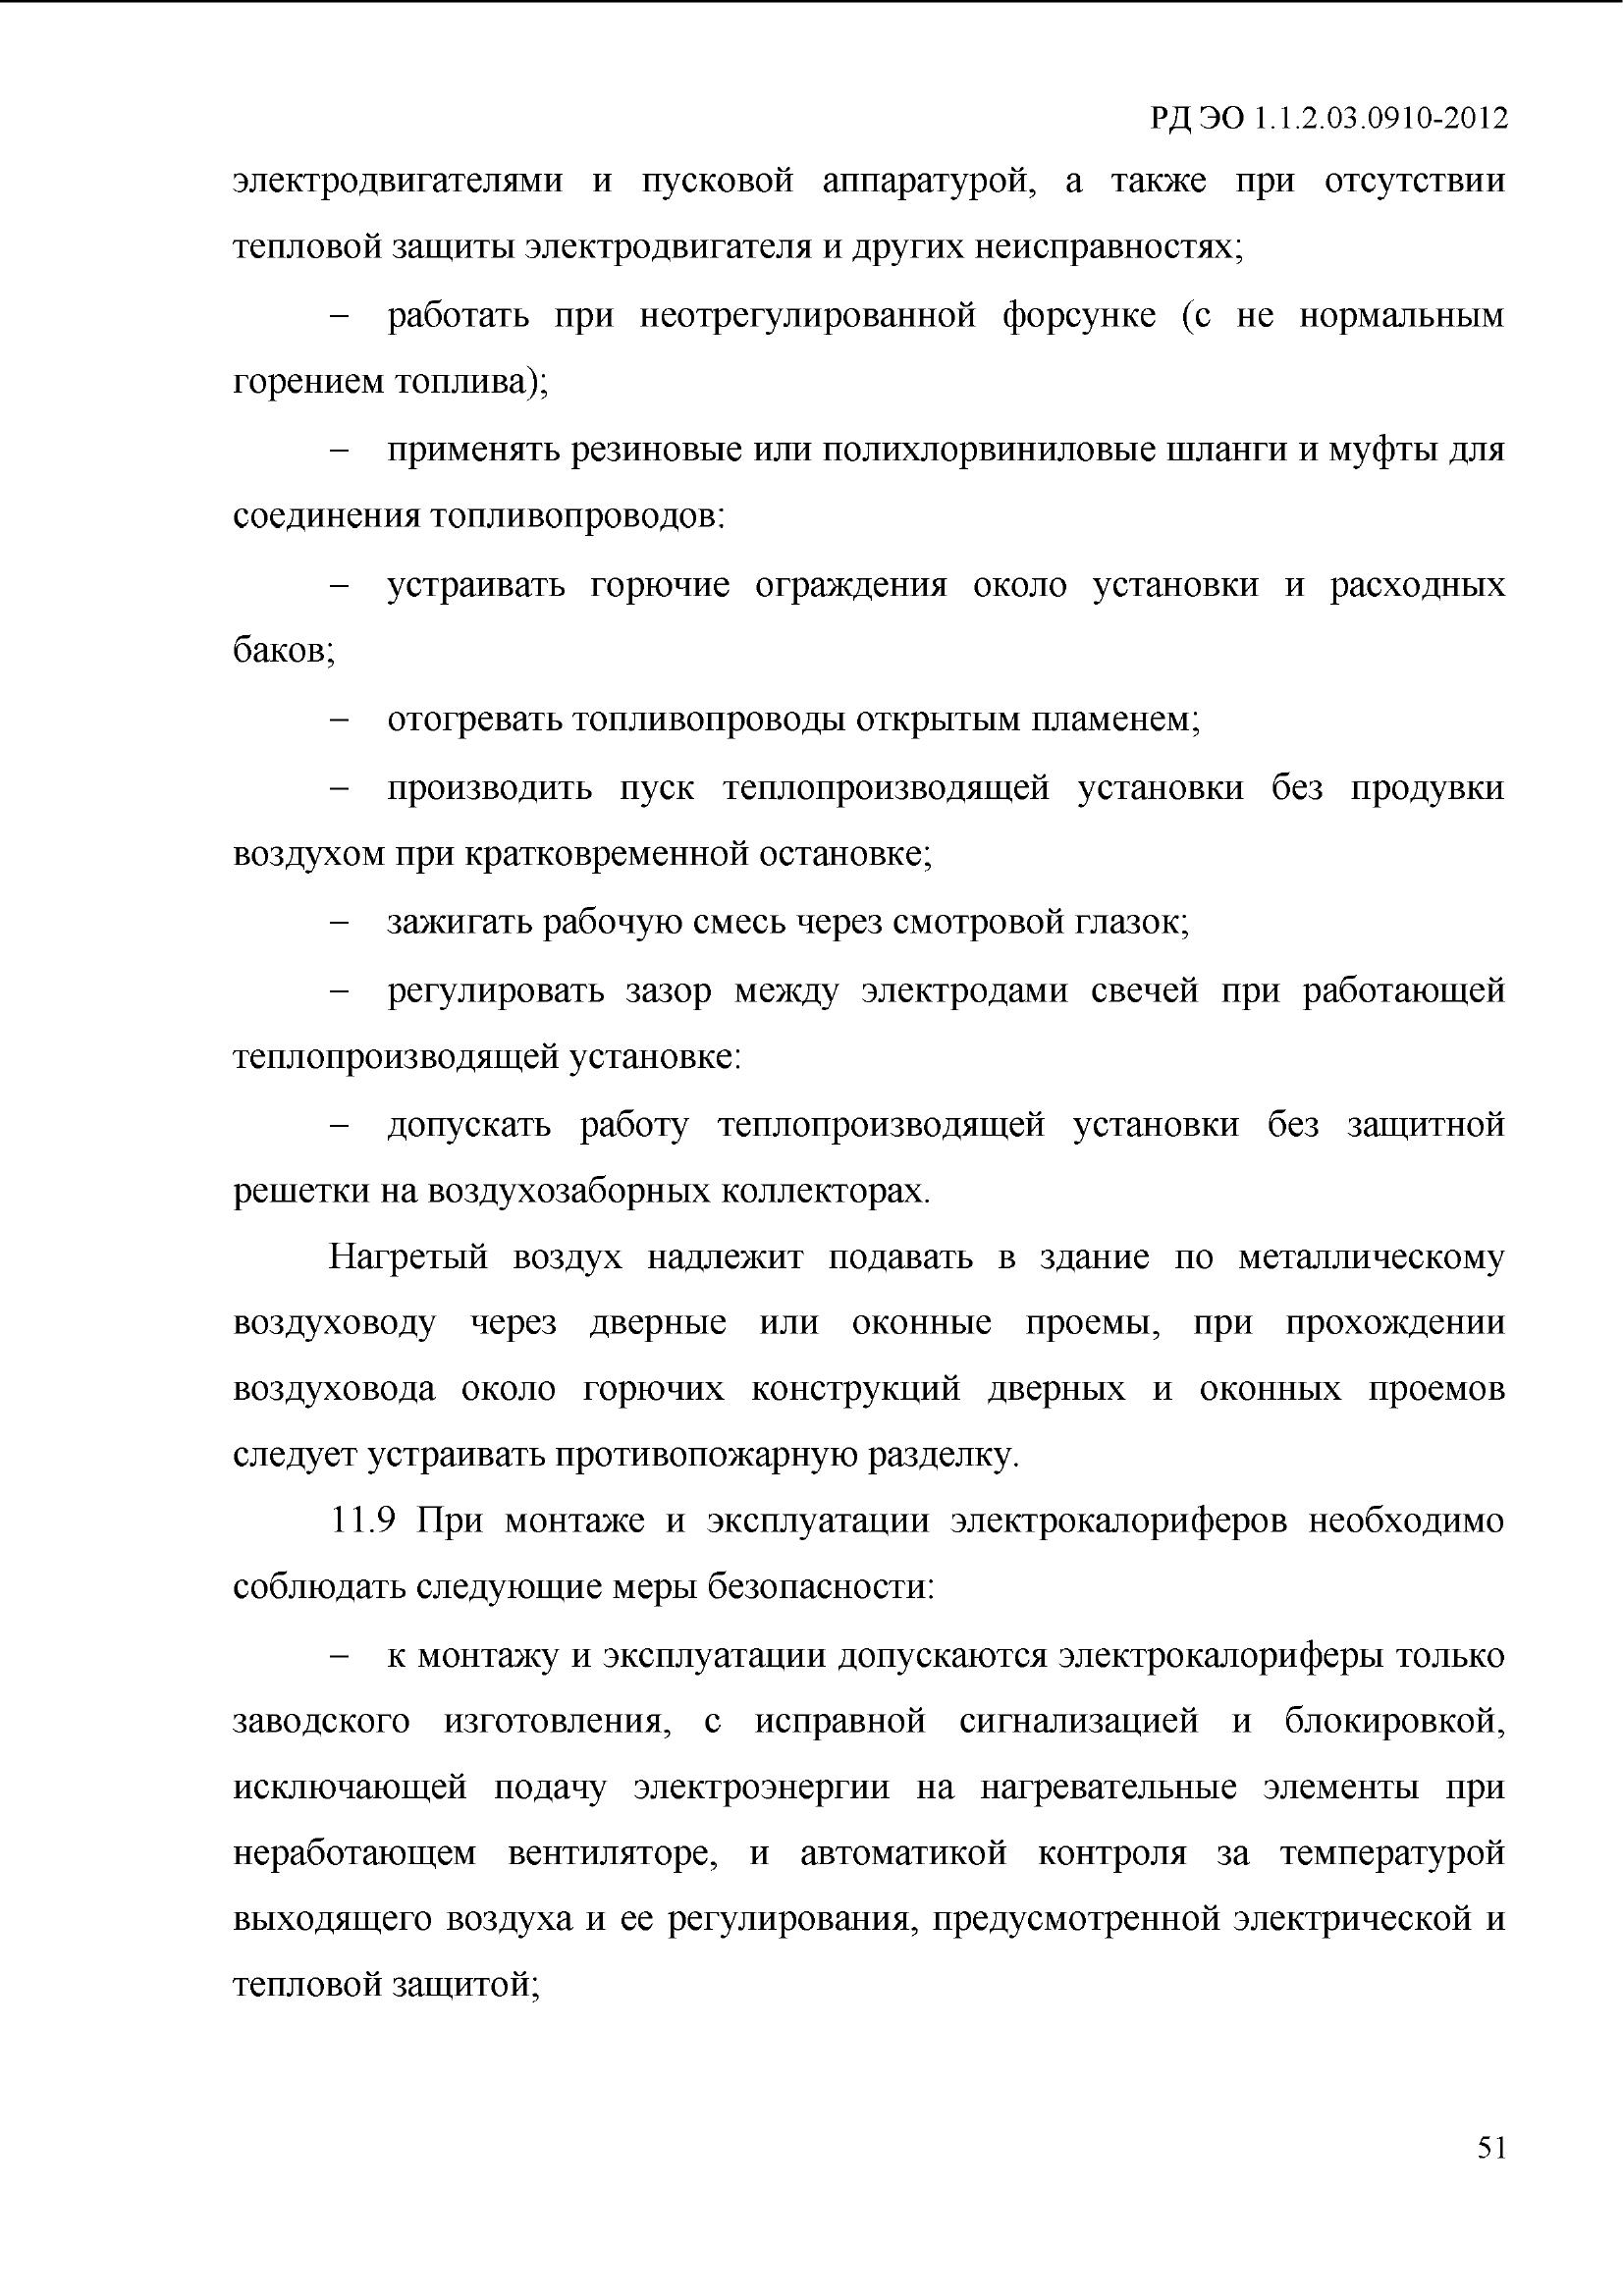 РД ЭО 1.1.2.03.0910-2012
электродвигателями и пусковой аппаратурой, а также при отсутствии
тепловой защиты электродвигателя и других неисправностях;
– работать при неотрегулированной форсунке (с не нормальным
горением топлива);
– применять резиновые или полихлорвиниловые шланги и муфты для
соединения топливопроводов:
– устраивать горючие ограждения около установки и расходных
баков;
– отогревать топливопроводы открытым пламенем;
– производить пуск теплопроизводящей установки без продувки
воздухом при кратковременной остановке;
– зажигать рабочую смесь через смотровой глазок;
– регулировать зазор между электродами свечей при работающей
теплопроизводящей установке:
– допускать работу теплопроизводящей установки без защитной
решетки на воздухозаборных коллекторах.
Нагретый воздух надлежит подавать в здание по металлическому
воздуховоду через дверные или оконные проемы, при прохождении
воздуховода около горючих конструкций дверных и оконных проемов
следует устраивать противопожарную разделку.
11.9 При монтаже и эксплуатации электрокалориферов необходимо
соблюдать следующие меры безопасности:
– к монтажу и эксплуатации допускаются электрокалориферы только
заводского изготовления, с исправной сигнализацией и блокировкой,
исключающей подачу электроэнергии на нагревательные элементы при
неработающем вентиляторе, и автоматикой контроля за температурой
выходящего воздуха и ее регулирования, предусмотренной электрической и
тепловой защитой;
51